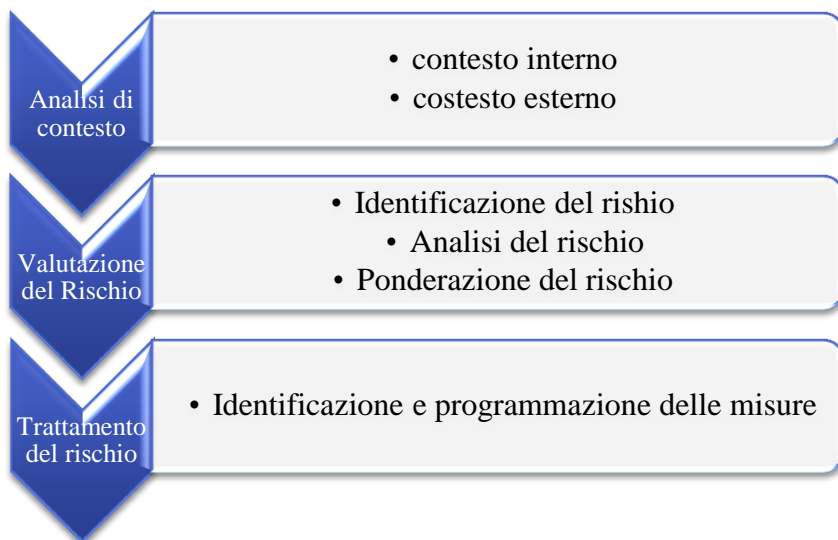 Analisi di
contesto
• contesto interno
• costesto esterno
Valutazione
del Rischio
• Identificazione del rishio
• Analisi del rischio
• Ponderazione del rischio
Trattamento
del rischio
• Identificazione e programmazione delle misure